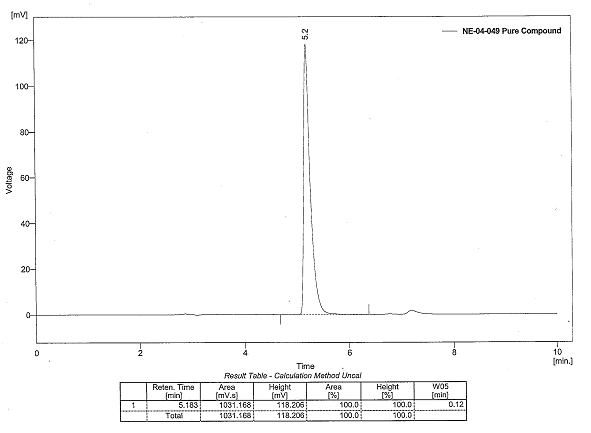 [mV]
5.2
NE-04-049 Pure Compound
120
100
80
60
40
20
0
Voltage
0 2 4 6 8 10
Time [min.]
Result Table - Calculation Method Uncal
Reten. Time Area Height Area Height W05
[min] [mV.s] [mV] [%] [%] [min]
1 5.183 1031.168 118.206 100.0 100.0 0.12
Total 1031.168 118.206 100.0 100.0